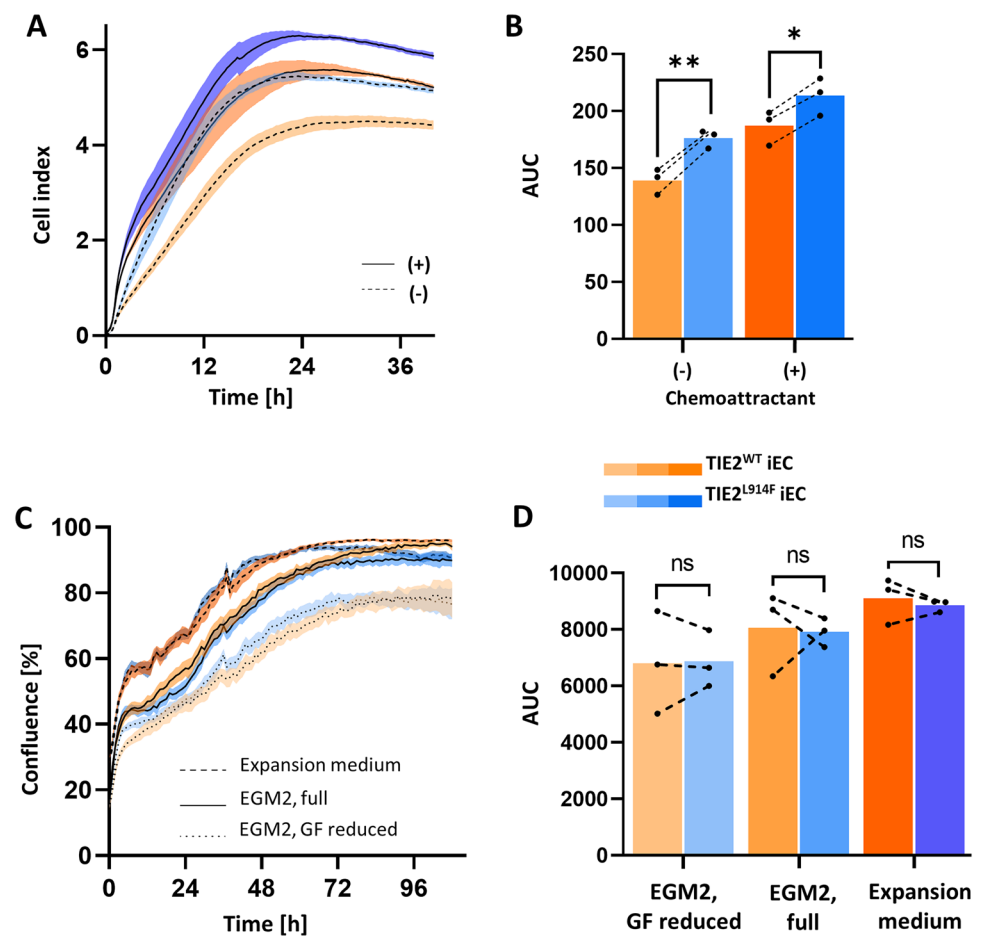 A
6
4
2
0
Cell index
0 12 24 36
Time [h]
(+)
(-)
B
250
200
150
100
50
0
AUC
** *
(-) (+)
Chemoattractant
TIE2WT iEC
TIE2L914F iEC
C
100
80
60
40
20
0
Confluence [%]
Expansion medium
EGM2, full
EGM2, GF reduced
0 24 48 72 96
Time [h]
D
10000
8000
6000
4000
2000
0
AUC
ns ns ns
EGM2, EGM2, Expansion
GF reduced full medium